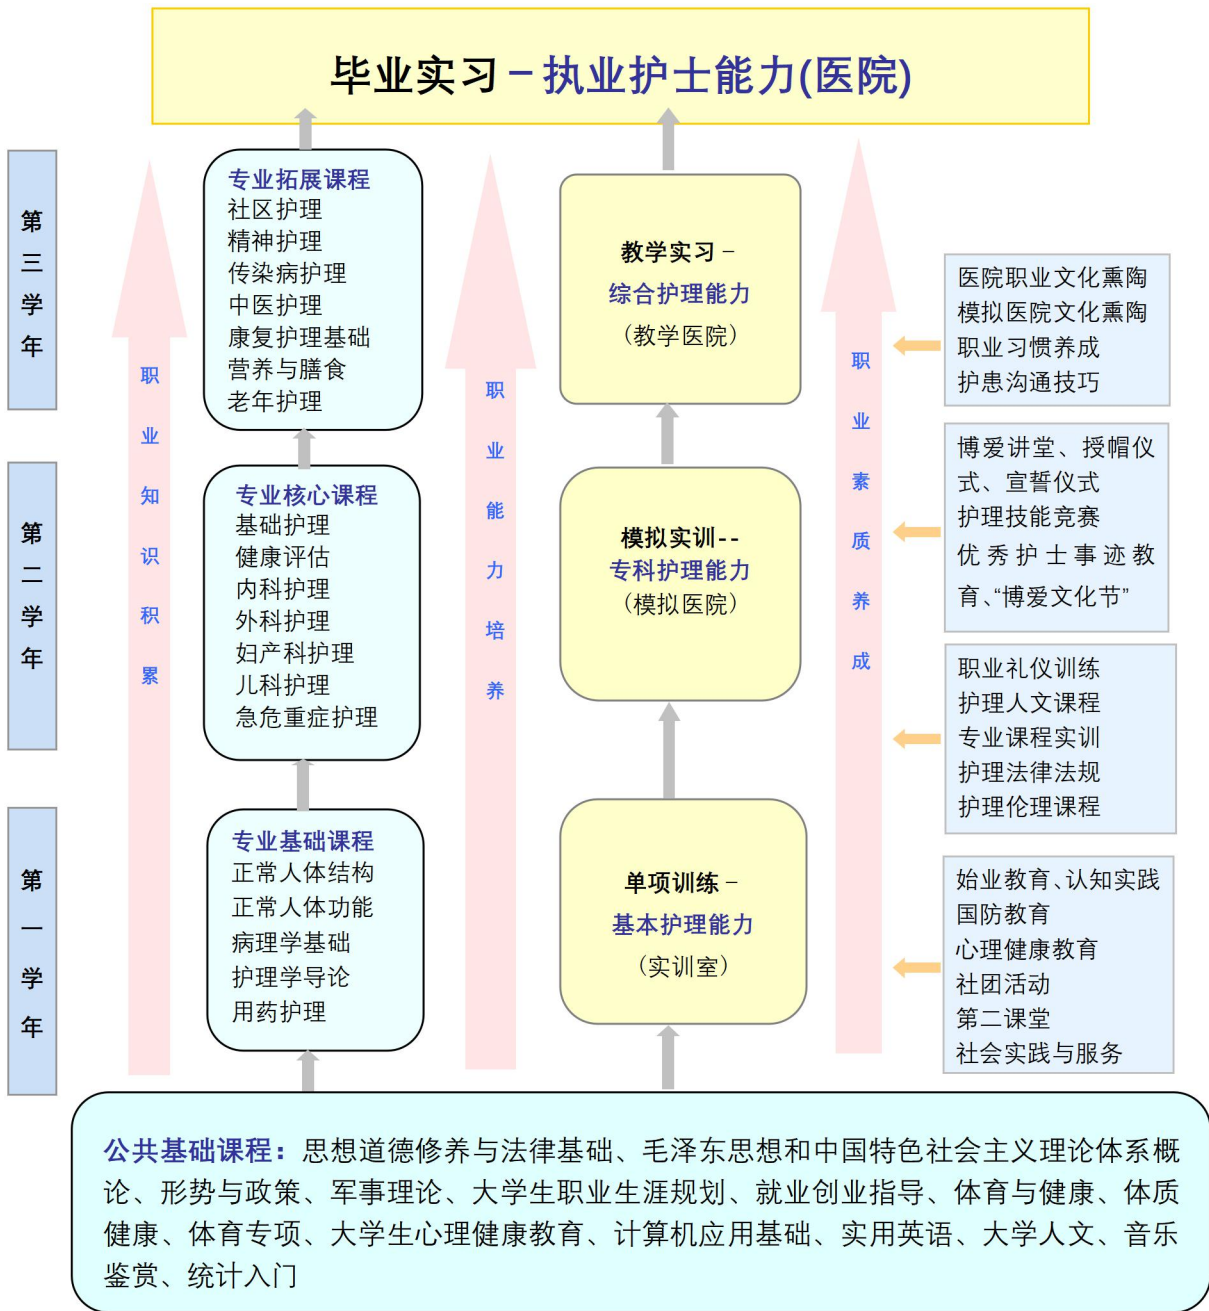 毕业实习－执业护士能力(医院)
第三学年
职业知识积累
专业拓展课程
社区护理
精神护理
传染病护理
中医护理
康复护理基础
营养与膳食
老年护理
职业能力培养
教学实习－
综合护理能力
（教学医院）
职业素质养成
医院职业文化熏陶
模拟医院文化熏陶
职业习惯养成
护患沟通技巧
第二学年
专业核心课程
基础护理
健康评估
内科护理
外科护理
妇产科护理
儿科护理
急危重症护理
模拟实训--
专科护理能力
（模拟医院）
博爱讲堂、授帽仪
式、宣誓仪式
护理技能竞赛
优秀护士事迹教
育、“博爱文化节”
职业礼仪训练
护理人文课程
专业课程实训
护理法律法规
护理伦理课程
第一学年
专业基础课程
正常人体结构
正常人体功能
病理学基础
护理学导论
用药护理
单项训练－
基本护理能力
（实训室）
始业教育、认知实践
国防教育
心理健康教育
社团活动
第二课堂
社会实践与服务
公共基础课程：思想道德修养与法律基础、毛泽东思想和中国特色社会主义理论体系概
论、形势与政策、军事理论、大学生职业生涯规划、就业创业指导、体育与健康、体质
健康、体育专项、大学生心理健康教育、计算机应用基础、实用英语、大学人文、音乐
鉴赏、统计入门